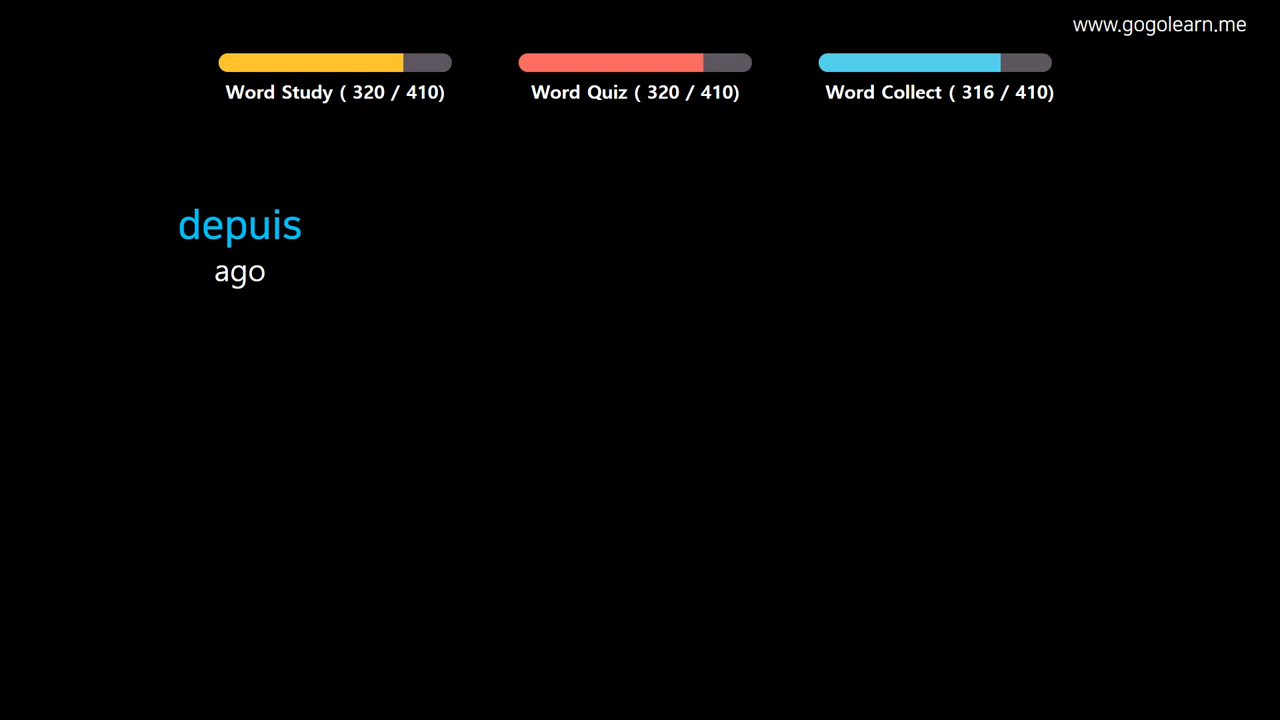 www.gogolearn.me
Word Study ( 320 / 410)
Word Quiz ( 320 / 410)
Word Collect ( 316 / 410)
depuis
ago